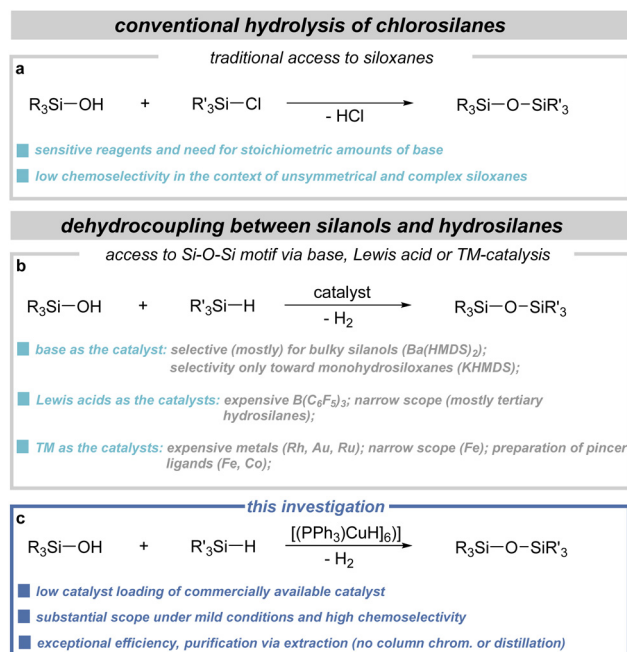 conventional hydrolysis of chlorosilanes
traditional access to siloxanes
a
R₃Si—OH + R'₃Si—Cl - HCl R₃Si—O—SiR'₃
sensitive reagents and need for stoichiometric amounts of base
low chemoselectivity in the context of unsymmetrical and complex siloxanes
dehydrocoupling between silanols and hydrosilanes
access to Si-O-Si motif via base, Lewis acid or TM-catalysis
b
catalyst
R₃Si—OH + R'₃Si—H - H₂ R₃Si—O—SiR'₃
base as the catalyst: selective (mostly) for bulky silanols (Ba(HMDS)₂);
selectivity only toward monohydrosiloxanes (KHMDS);
Lewis acids as the catalysts: expensive B(C₆F₅)₃; narrow scope (mostly tertiary
hydrosilanes);
TM as the catalysts: expensive metals (Rh, Au, Ru); narrow scope (Fe); preparation of pincer
ligands (Fe, Co);
this investigation
c
[(PPh₃)CuH]₆)]
R₃Si—OH + R'₃Si—H - H₂ R₃Si—O—SiR'₃
low catalyst loading of commercially available catalyst
substantial scope under mild conditions and high chemoselectivity
exceptional efficiency, purification via extraction (no column chrom. or distillation)